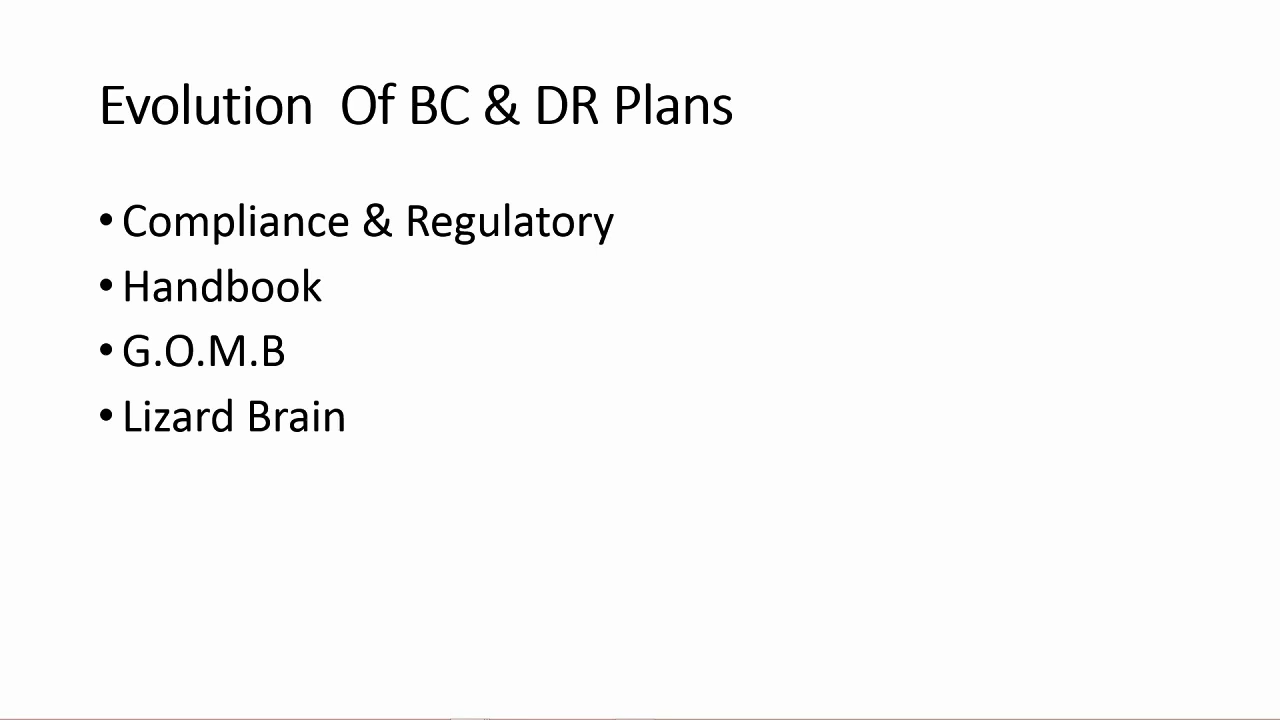 Evolution  Of BC & DR Plans
• Compliance & Regulatory
• Handbook
• G.O.M.B
• Lizard Brain